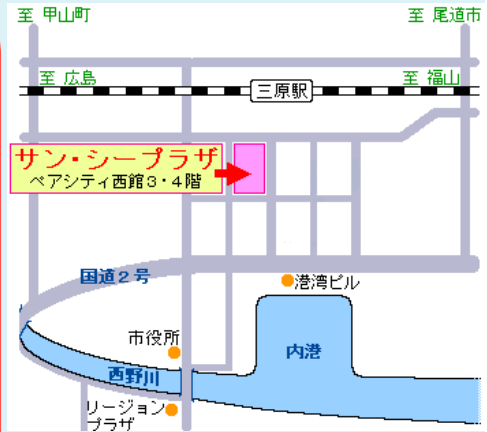 至 甲山町
至 尾道市
至 広島
至 福山
三原駅
サン・シープラザ
ペアシティ西館３・４階
国道２号
港湾ビル
市役所
内港
西野川
リージョン
プラザ